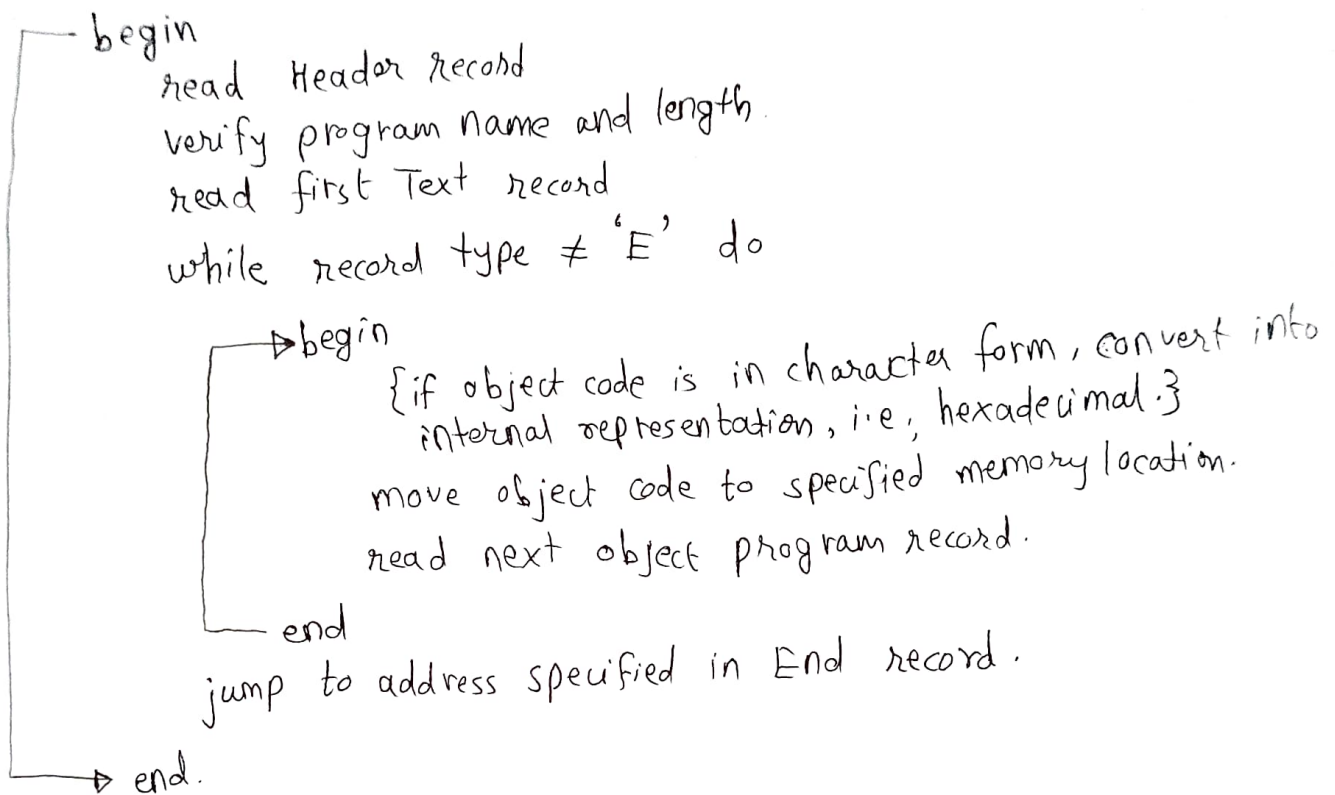 begin
read Header record
verify program name and length.
read first Text record
while record type ≠ 'E' do
begin
{if object code is in character form, convert into
internal representation, i.e, hexadecimal.}
move object code to specified memory location.
read next object program record.
end
jump to address specified in End record.
end.